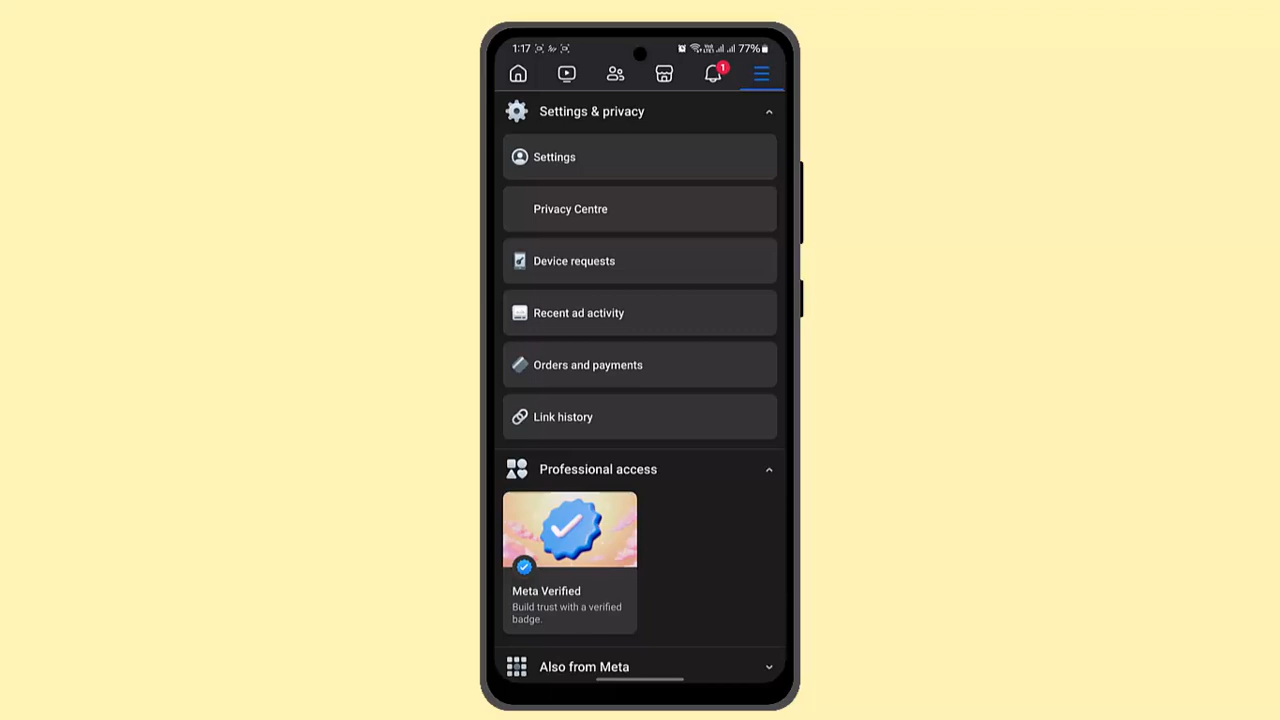 1:17
77%
1
Settings & privacy
Settings
Privacy Centre
Device requests
Recent ad activity
Orders and payments
Link history
Professional access
Meta Verified
Build trust with a verified
badge.
Also from Meta